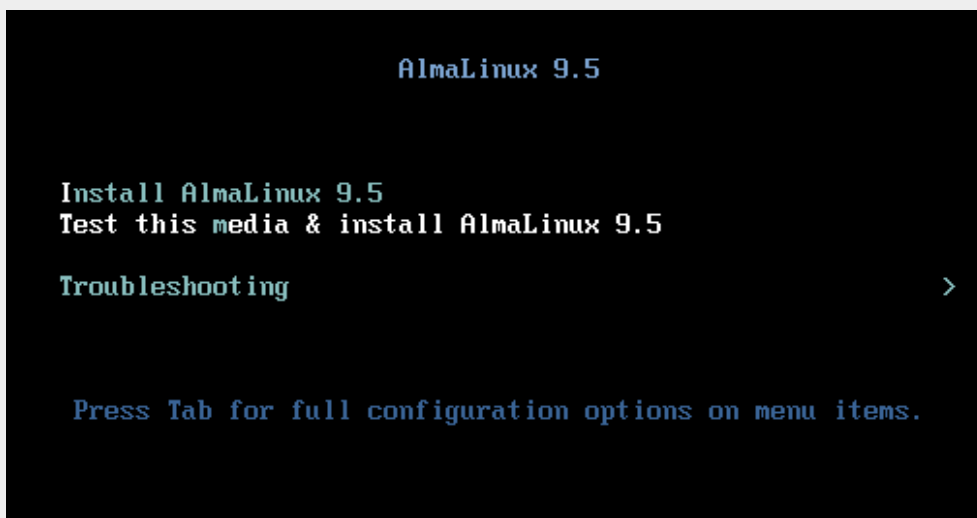 AlmaLinux 9.5
Install AlmaLinux 9.5
Test this media & install AlmaLinux 9.5
Troubleshooting >
Press Tab for full configuration options on menu items.